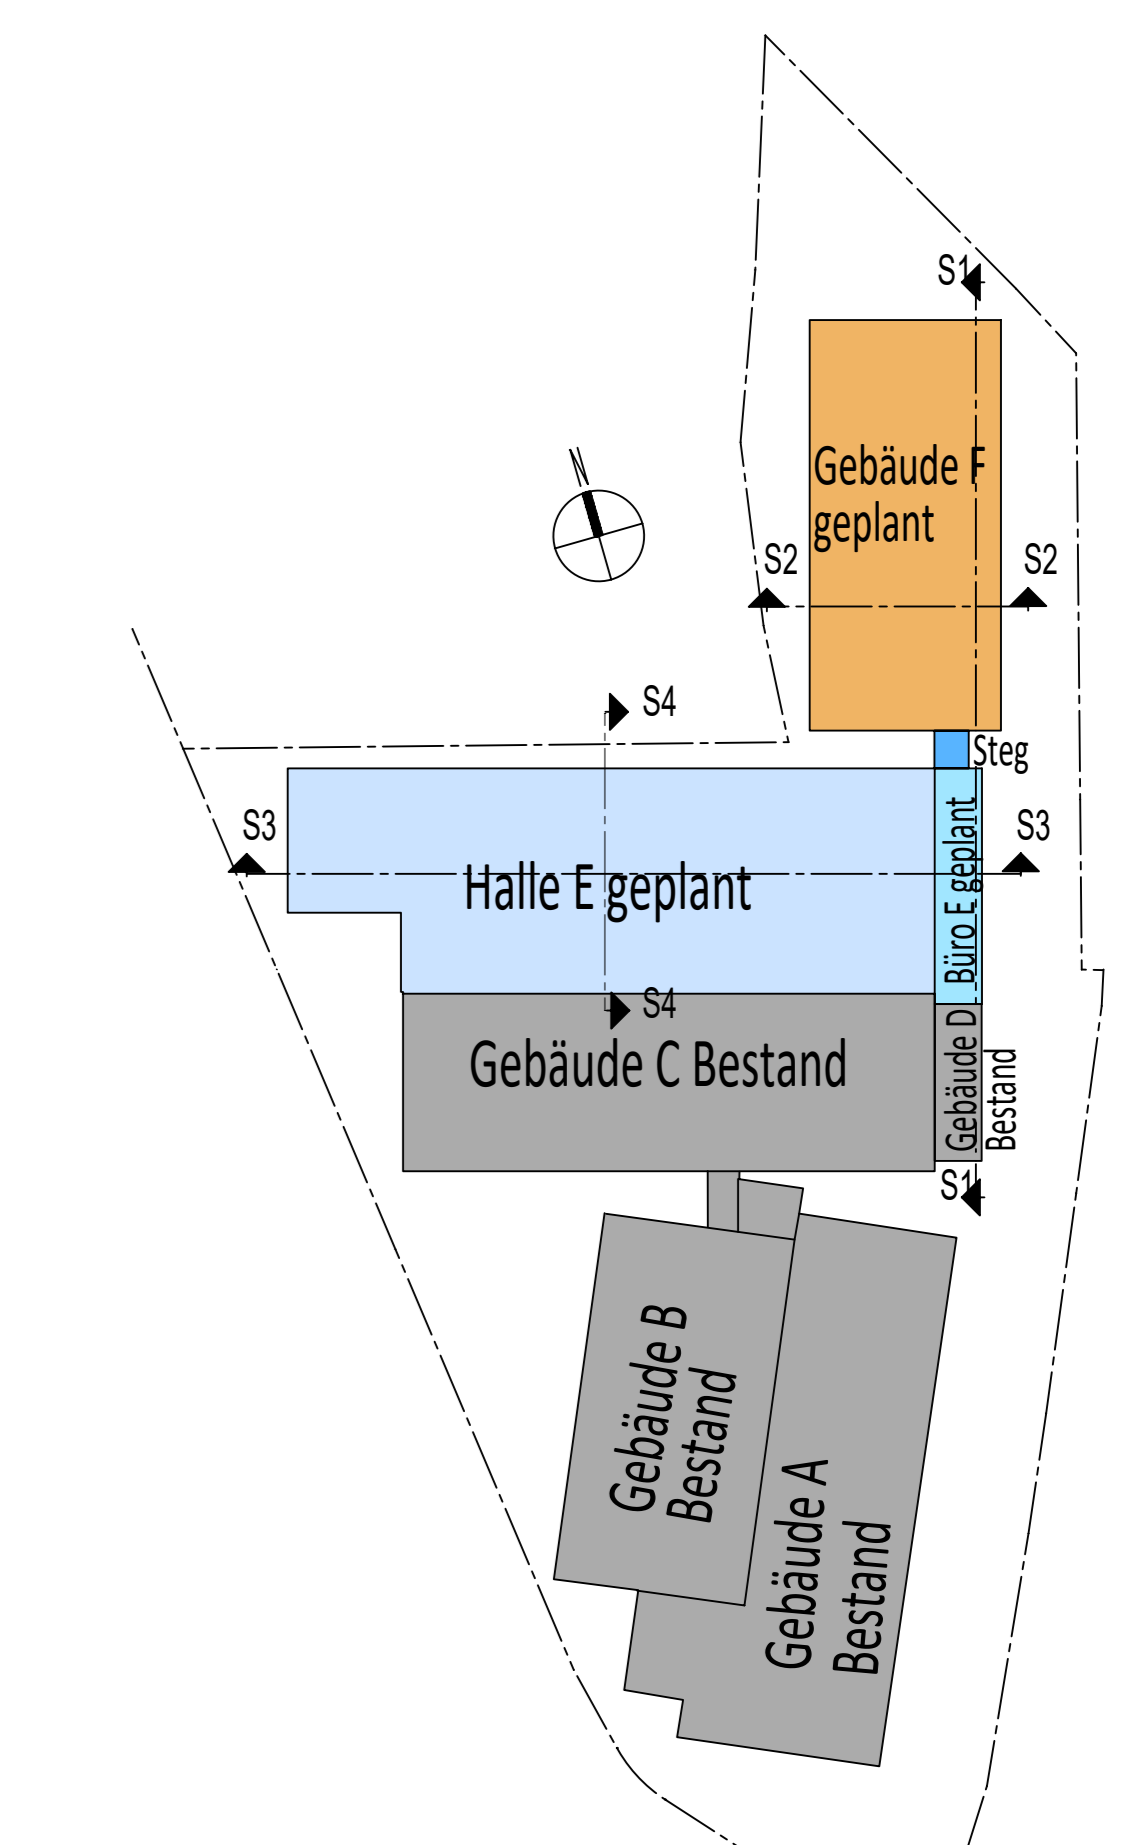 S1
Gebäude F
geplant
N
S2
S2
S4
Steg
S3
S3
Halle E geplant
Büro E geplant
S4
Gebäude C Bestand
Gebäude D
Bestand
S1
Gebäude B
Bestand
Gebäude A
Bestand